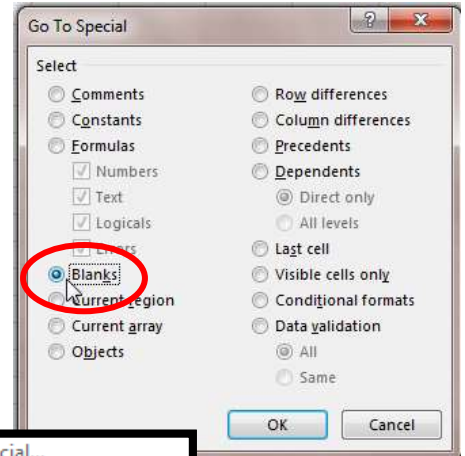 Go To Special
Select
Comments
Constants
Formulas
Numbers
Text
Logicals
Errors
Blanks
Current region
Current array
Objects
Row differences
Column differences
Precedents
Dependents
Direct only
All levels
Last cell
Visible cells only
Conditional formats
Data validation
All
Same
OK
Cancel